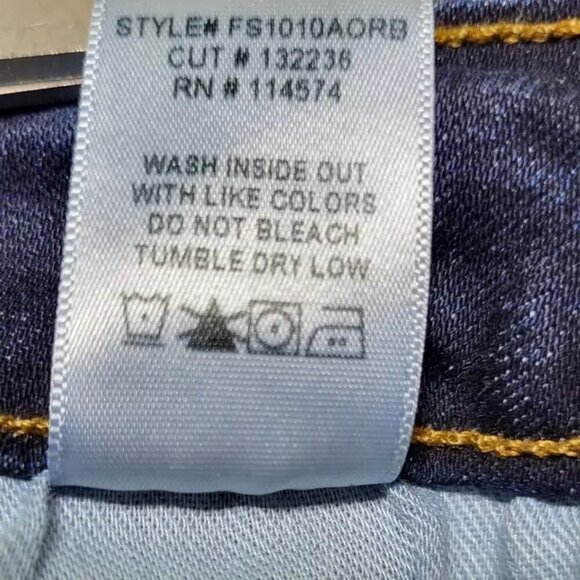 STYLE# FS1010AORB
CUT # 132236
RN # 114574
WASH INSIDE OUT
WITH LIKE COLORS
DO NOT BLEACH
TUMBLE DRY LOW